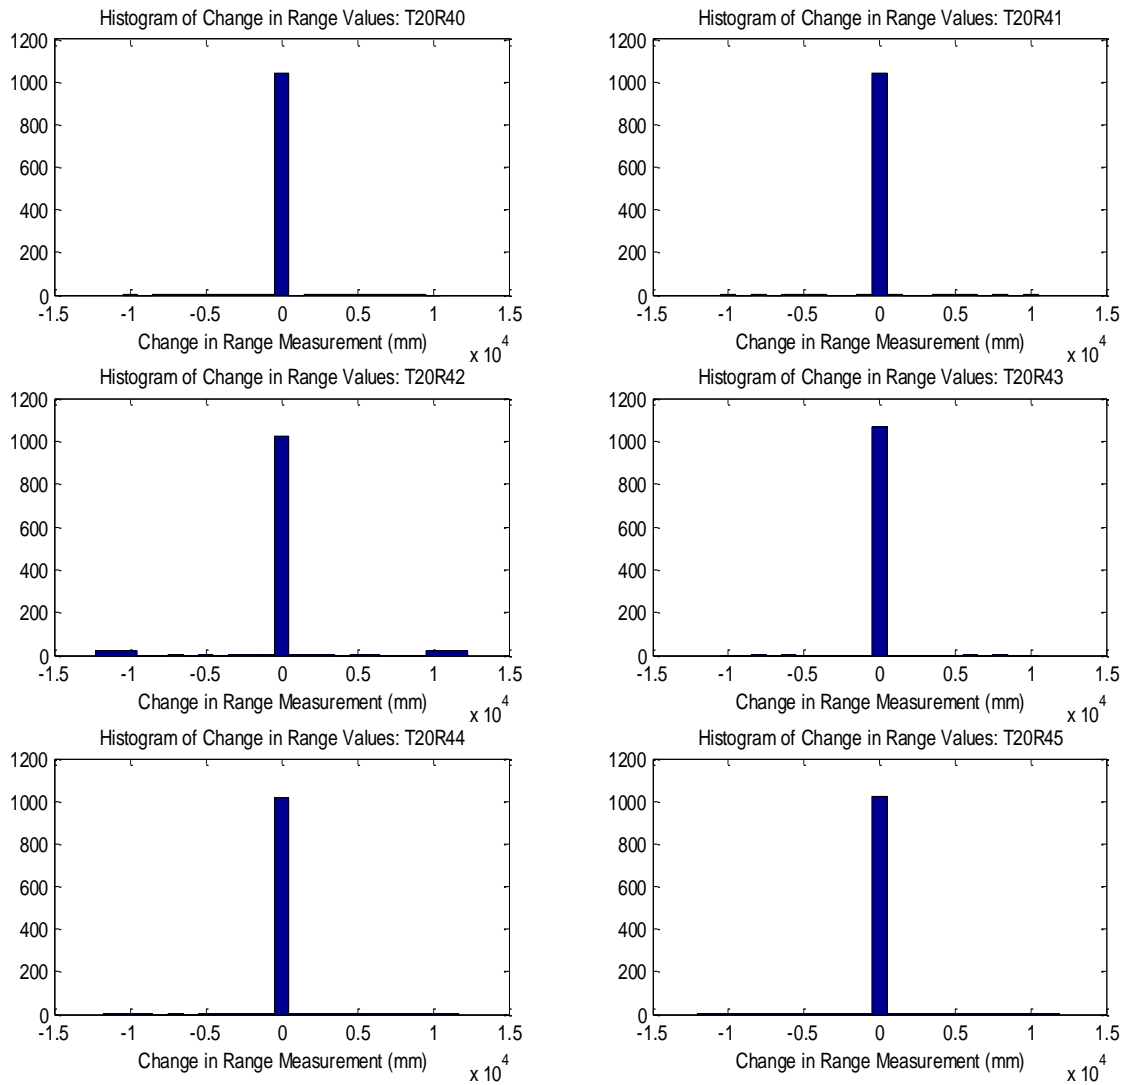 Histogram of Change in Range Values: T20R40
1200
1000
800
600
400
200
0
-1.5 -1 -0.5 0 0.5 1 1.5
Change in Range Measurement (mm)
x 10^4
Histogram of Change in Range Values: T20R41
1200
1000
800
600
400
200
0
-1.5 -1 -0.5 0 0.5 1 1.5
Change in Range Measurement (mm)
x 10^4
Histogram of Change in Range Values: T20R42
1200
1000
800
600
400
200
0
-1.5 -1 -0.5 0 0.5 1 1.5
Change in Range Measurement (mm)
x 10^4
Histogram of Change in Range Values: T20R43
1200
1000
800
600
400
200
0
-1.5 -1 -0.5 0 0.5 1 1.5
Change in Range Measurement (mm)
x 10^4
Histogram of Change in Range Values: T20R44
1200
1000
800
600
400
200
0
-1.5 -1 -0.5 0 0.5 1 1.5
Change in Range Measurement (mm)
x 10^4
Histogram of Change in Range Values: T20R45
1200
1000
800
600
400
200
0
-1.5 -1 -0.5 0 0.5 1 1.5
Change in Range Measurement (mm)
x 10^4